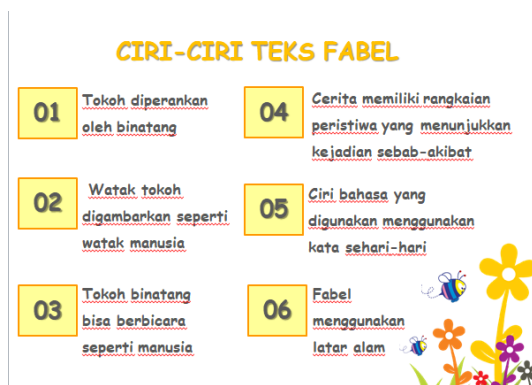 CIRI-CIRI TEKS FABEL
01
Tokoh diperankan
oleh binatang
02
Watak tokoh
digambarkan seperti
watak manusia
03
Tokoh binatang
bisa berbicara
seperti manusia
04
Cerita memiliki rangkaian
peristiwa yang menunjukkan
kejadian sebab-akibat
05
Ciri bahasa yang
digunakan menggunakan
kata sehari-hari
06
Fabel
menggunakan
latar alam